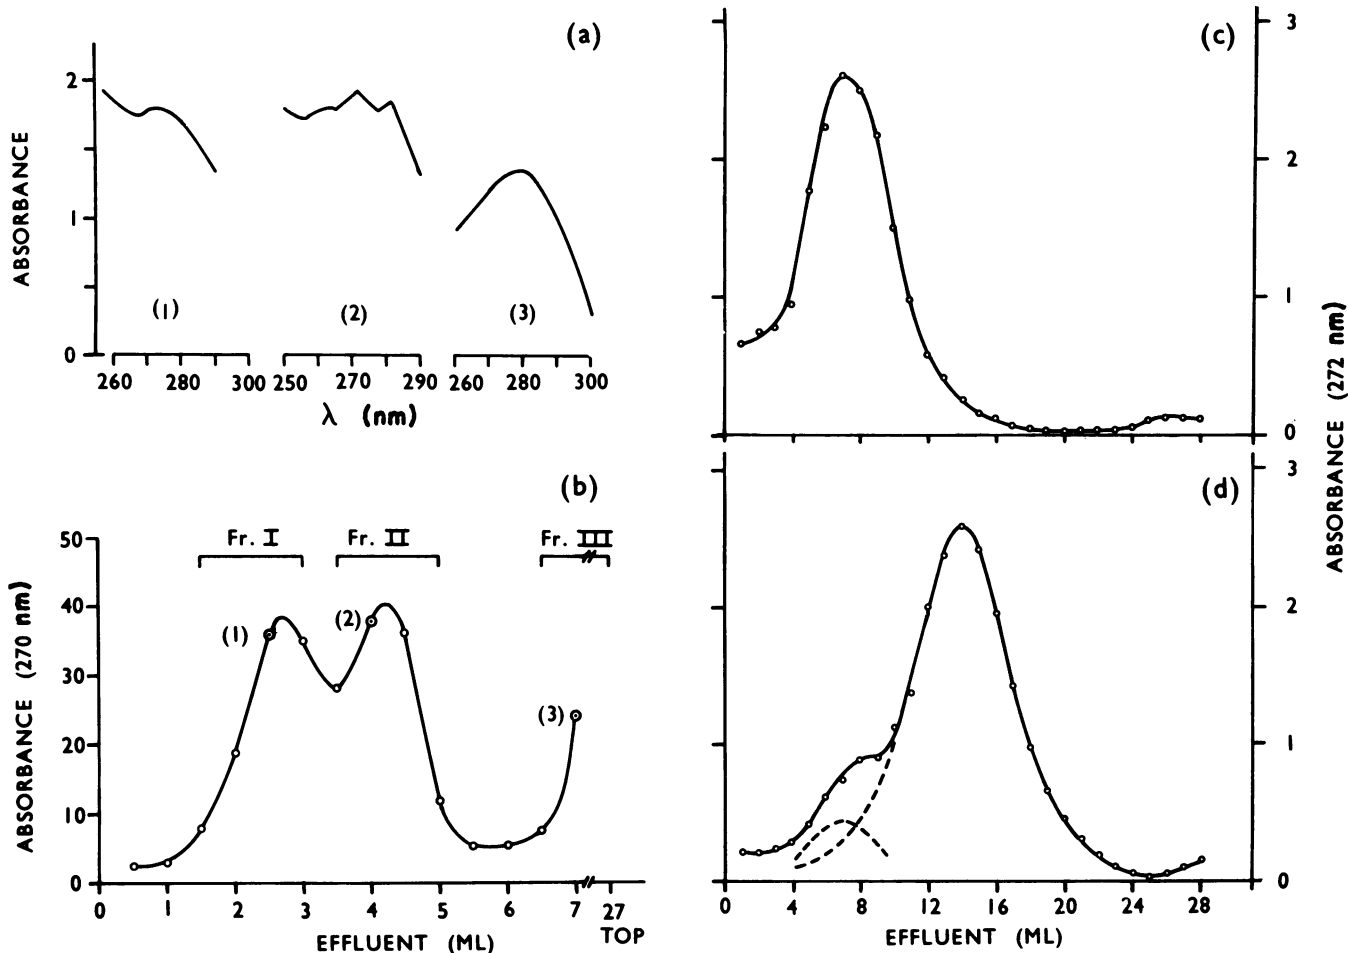 (a)
ABSORBANCE
2
1
0
(1)
(2)
(3)
260 280 300 250 270 290 260 280 300
λ (nm)
(b)
ABSORBANCE (270 nm)
50
40
30
20
10
0
Fr. I
Fr. II
Fr. III
(1)
(2)
(3)
0 1 2 3 4 5 6 7 27
TOP
EFFLUENT (ML)
(c)
3
2
1
0
ABSORBANCE (272 nm)
(d)
3
2
1
0
0 4 8 12 16 20 24 28
EFFLUENT (ML)